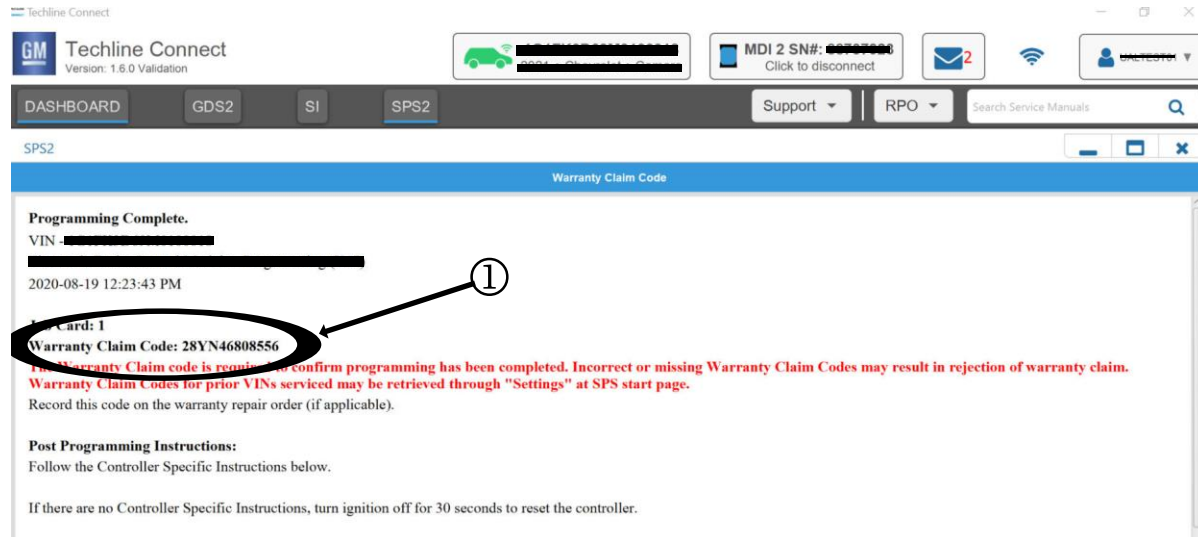 Techline Connect
GM Techline Connect
Version: 1.6.0 Validation
MDI 2 SN#:
Click to disconnect
2
DASHBOARD GDS2 SI SPS2 Support RPO Search Service Manuals
SPS2
Warranty Claim Code
Programming Complete.
VIN -
2020-08-19 12:23:43 PM
1
Card: 1
Warranty Claim Code: 28YN46808556
The Warranty Claim code is required to confirm programming has been completed. Incorrect or missing Warranty Claim Codes may result in rejection of warranty claim.
Warranty Claim Codes for prior VINs serviced may be retrieved through "Settings" at SPS start page.
Record this code on the warranty repair order (if applicable).
Post Programming Instructions:
Follow the Controller Specific Instructions below.
If there are no Controller Specific Instructions, turn ignition off for 30 seconds to reset the controller.